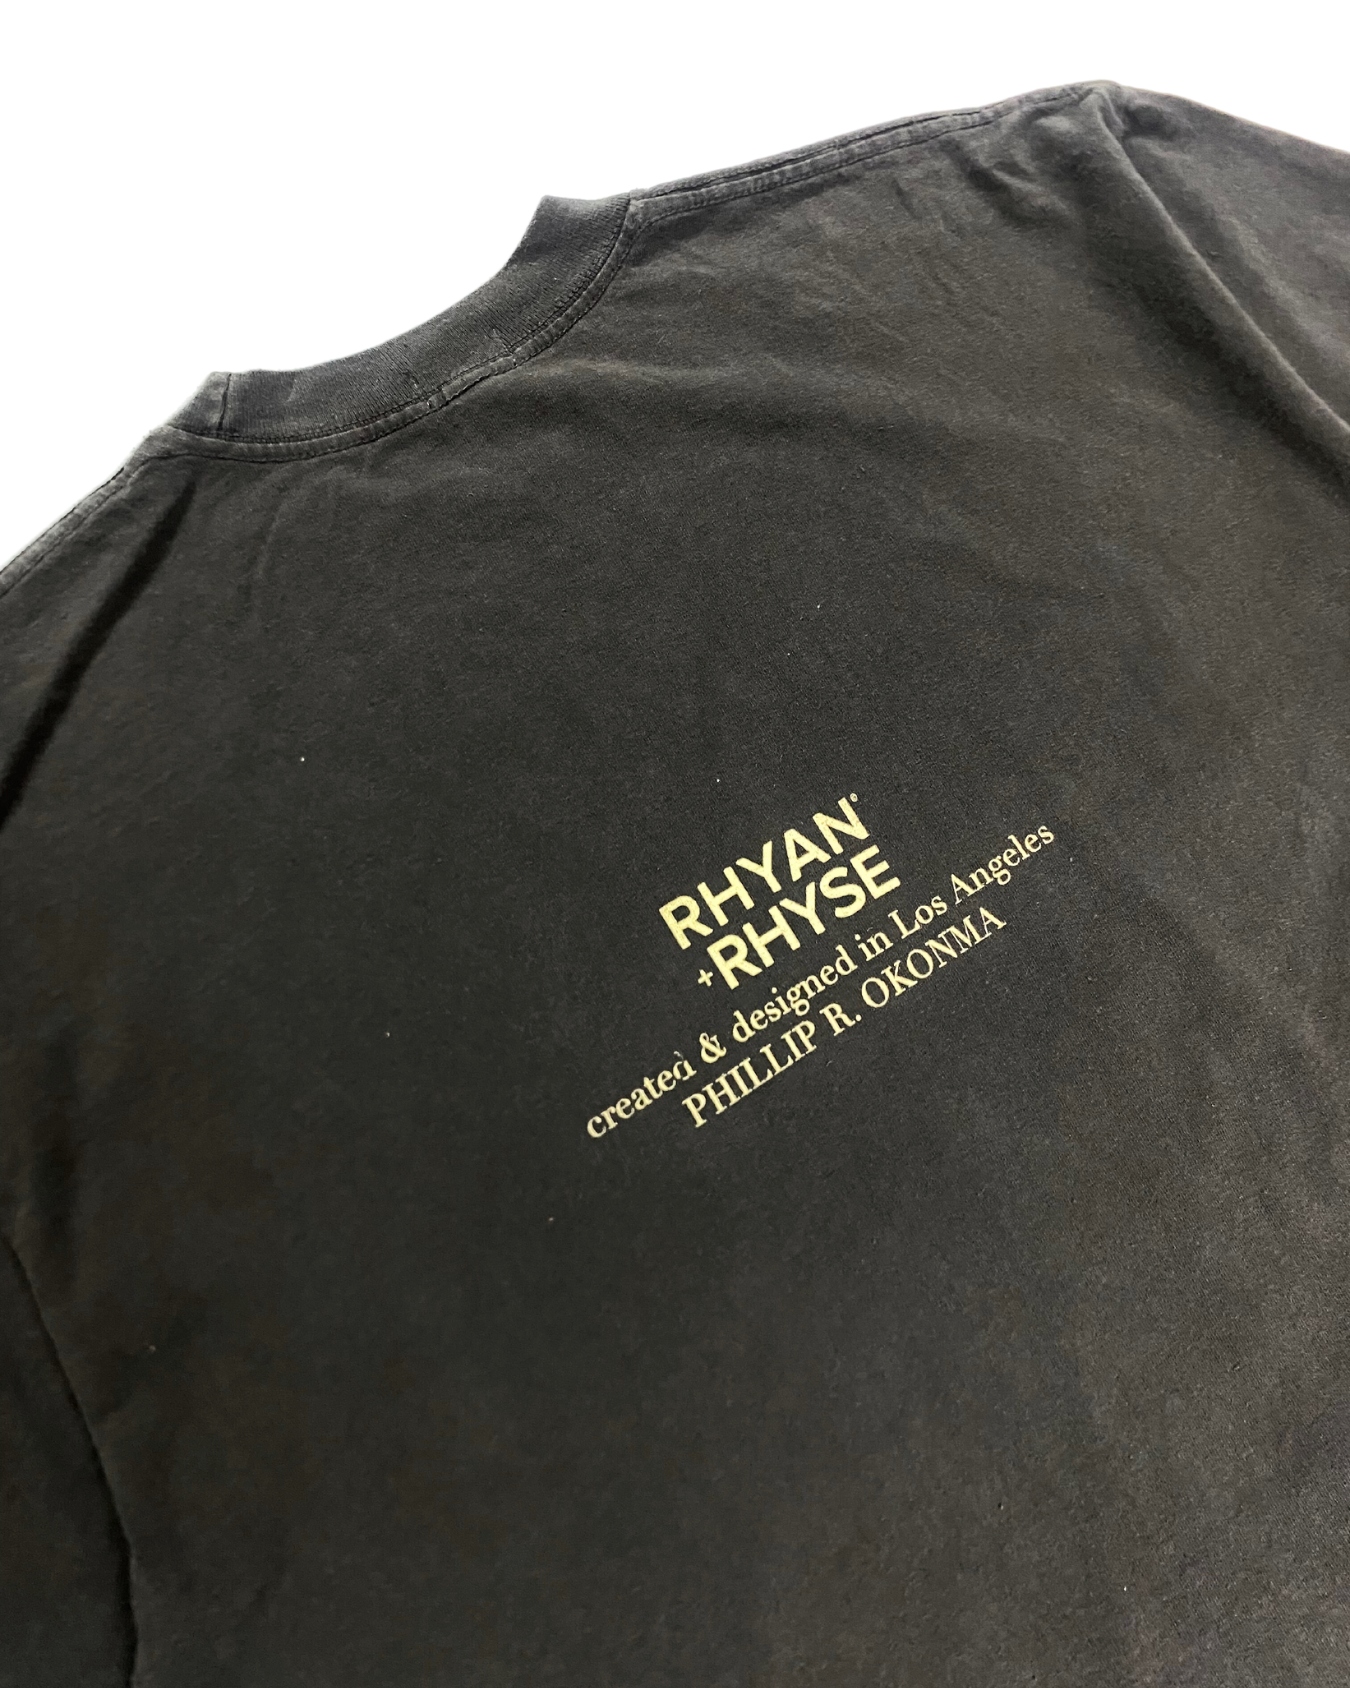 RHYAN®
+RHYSE
created & designed in Los Angeles
PHILLIP R. OKONMA